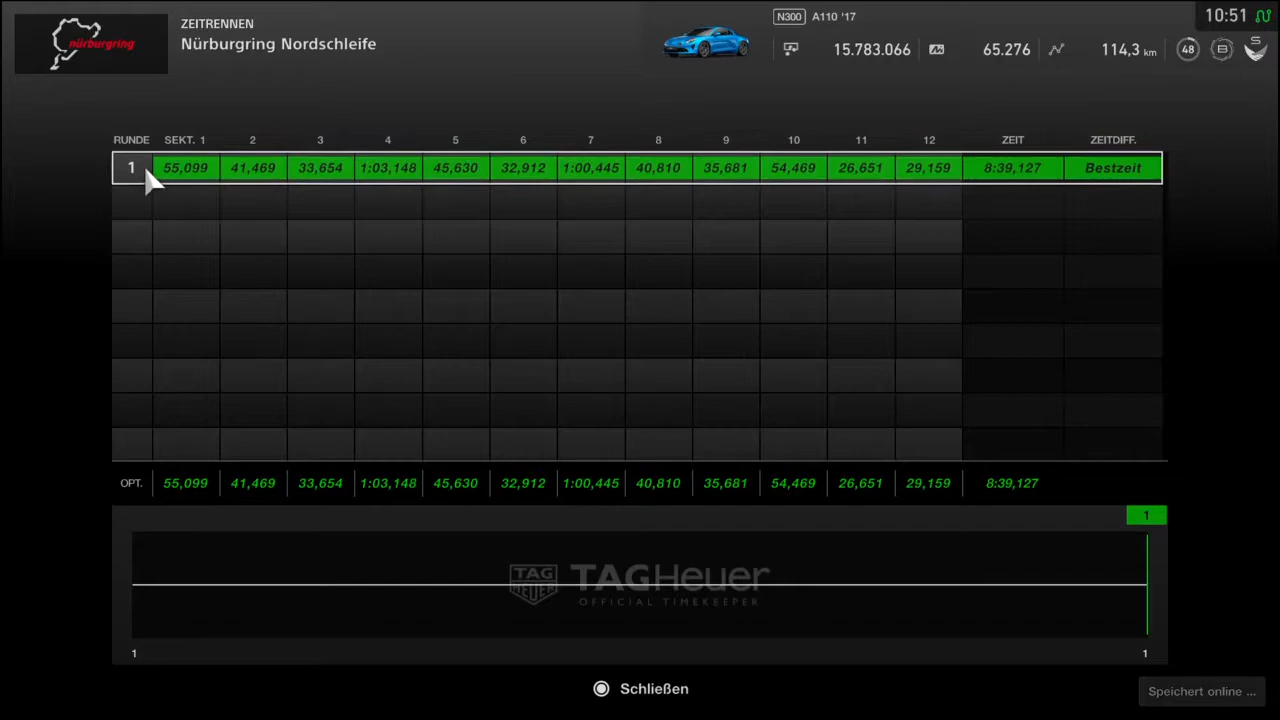 nürburgring
ZEITRENNEN
Nürburgring Nordschleife
N300 A110 '17
15.783.066 65.276 114,3 km 48 B S
10:51
RUNDE SEKT. 1 2 3 4 5 6 7 8 9 10 11 12 ZEIT ZEITDIFF.
1 55,099 41,469 33,654 1:03,148 45,630 32,912 1:00,445 40,810 35,681 54,469 26,651 29,159 8:39,127 Bestzeit
OPT. 55,099 41,469 33,654 1:03,148 45,630 32,912 1:00,445 40,810 35,681 54,469 26,651 29,159 8:39,127
1
TAG HEUER TAGHeuer
OFFICIAL TIMEKEEPER
1 1
Schließen
Speichert online ...